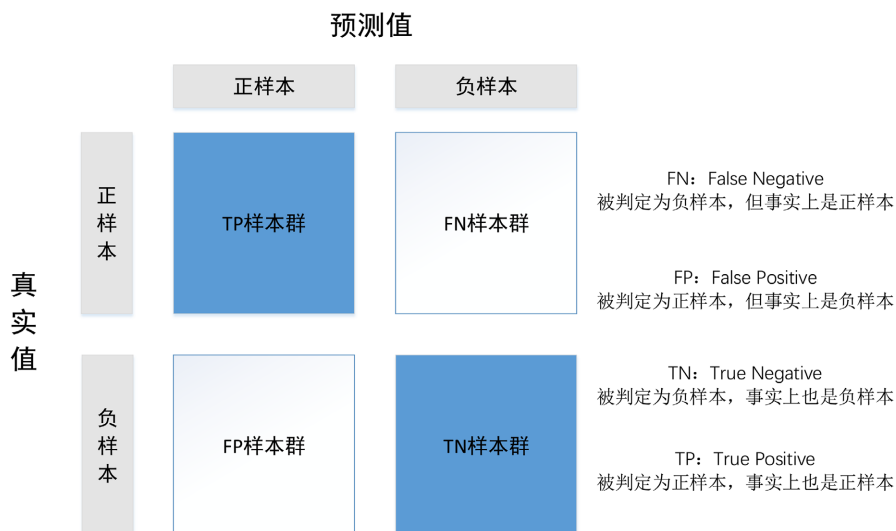 预测值
正样本
负样本
真实值
正样本
TP样本群
FN样本群
FN：False Negative
被判定为负样本，但事实上是正样本
FP：False Positive
被判定为正样本，但事实上是负样本
负样本
FP样本群
TN样本群
TN：True Negative
被判定为负样本，事实上也是负样本
TP：True Positive
被判定为正样本，事实上也是正样本